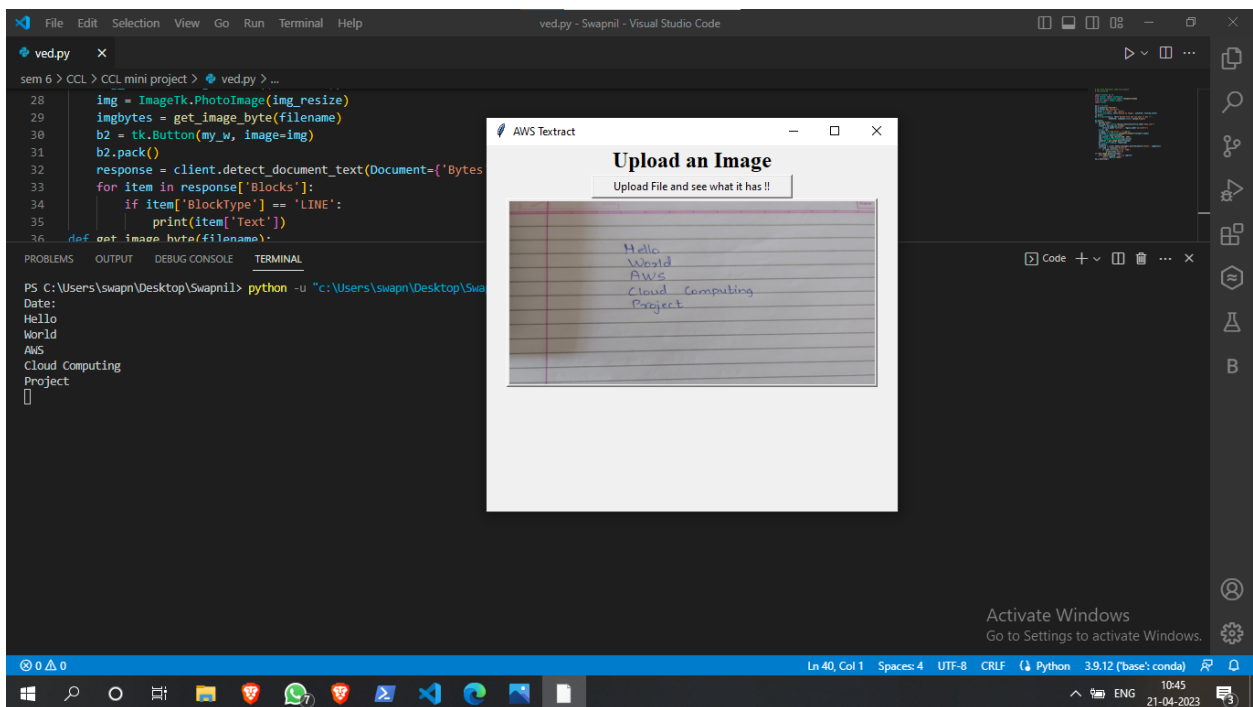 File Edit Selection View Go Run Terminal Help
ved.py - Swapnil - Visual Studio Code
ved.py
sem 6 > CCL > CCL mini project > ved.py > ...
28 img = ImageTk.PhotoImage(img_resize)
29 imgbytes = get_image_byte(filename)
30 b2 = tk.Button(my_w, image=img)
31 b2.pack()
32 response = client.detect_document_text(Document={'Bytes
33 for item in response['Blocks']:
34 if item['BlockType'] == 'LINE':
35 print(item['Text'])
36 def get_image_byte(filename):
PROBLEMS OUTPUT DEBUG CONSOLE TERMINAL
Code
PS C:\Users\swapn\Desktop\Swapnil> python -u "c:\Users\swapn\Desktop\Swa
Date:
Hello
World
AWS
Cloud Computing
Project
AWS Textract
Upload an Image
Upload File and see what it has !!
Hello
World
AWS
Cloud Computing
Project
Activate Windows
Go to Settings to activate Windows.
0 0
Ln 40, Col 1 Spaces: 4 UTF-8 CRLF Python 3.9.12 ('base': conda)
ENG
10:45
21-04-2023